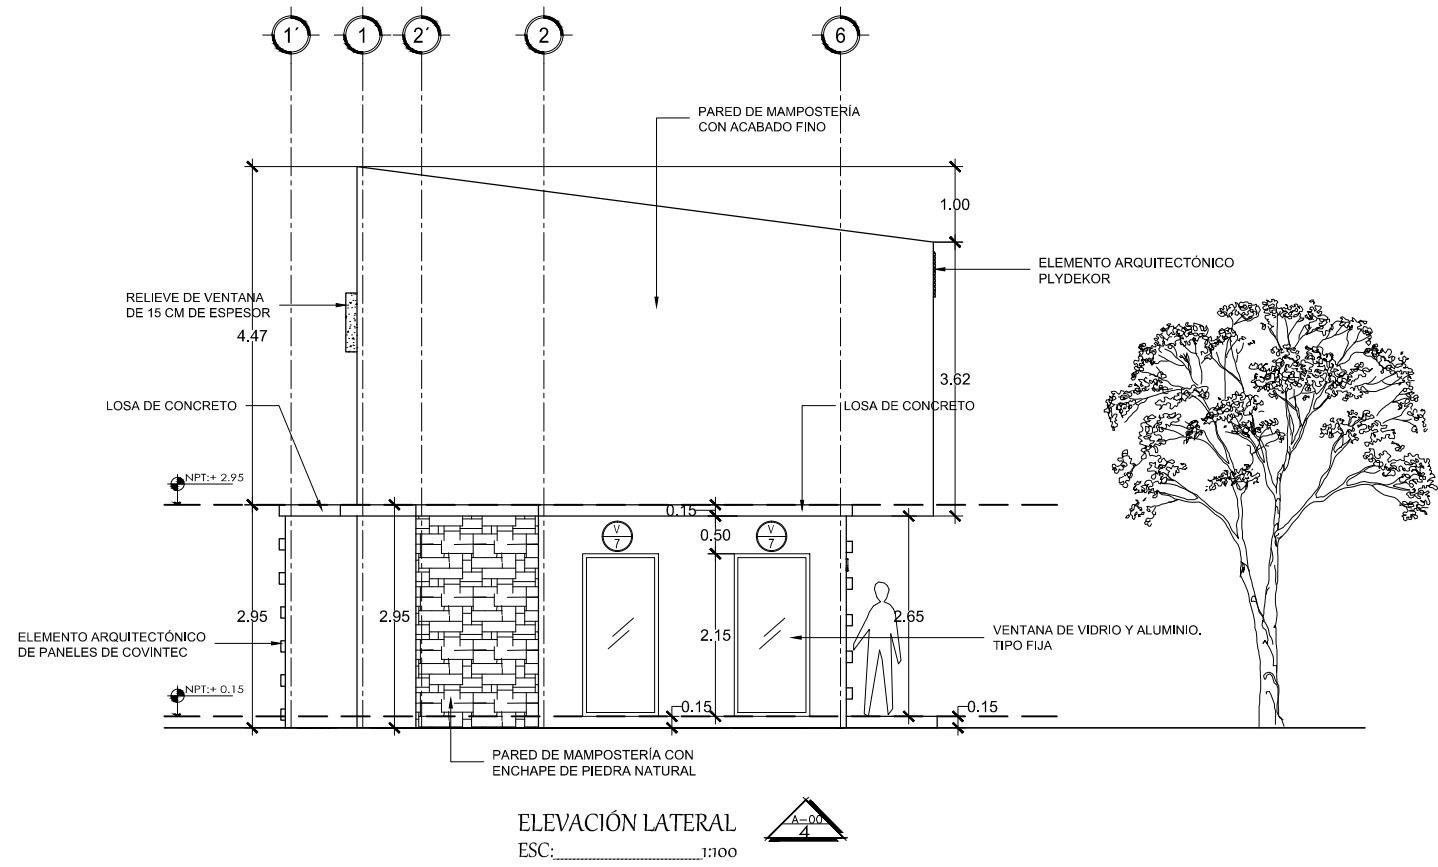 1´ 1 2´ 2 6
PARED DE MAMPOSTERÍA
CON ACABADO FINO
1.00
ELEMENTO ARQUITECTÓNICO
PLYDEKOR
RELIEVE DE VENTANA
DE 15 CM DE ESPESOR
4.47
3.62
LOSA DE CONCRETO
LOSA DE CONCRETO
NPT:+ 2.95
0.15
V
7
V
7
0.50
2.95
2.95
2.65
2.15
ELEMENTO ARQUITECTÓNICO
DE PANELES DE COVINTEC
VENTANA DE VIDRIO Y ALUMINIO.
TIPO FIJA
NPT:+ 0.15
0.15
0.15
PARED DE MAMPOSTERÍA CON
ENCHAPE DE PIEDRA NATURAL
ELEVACIÓN LATERAL
A-00
4
ESC:____________________1:100